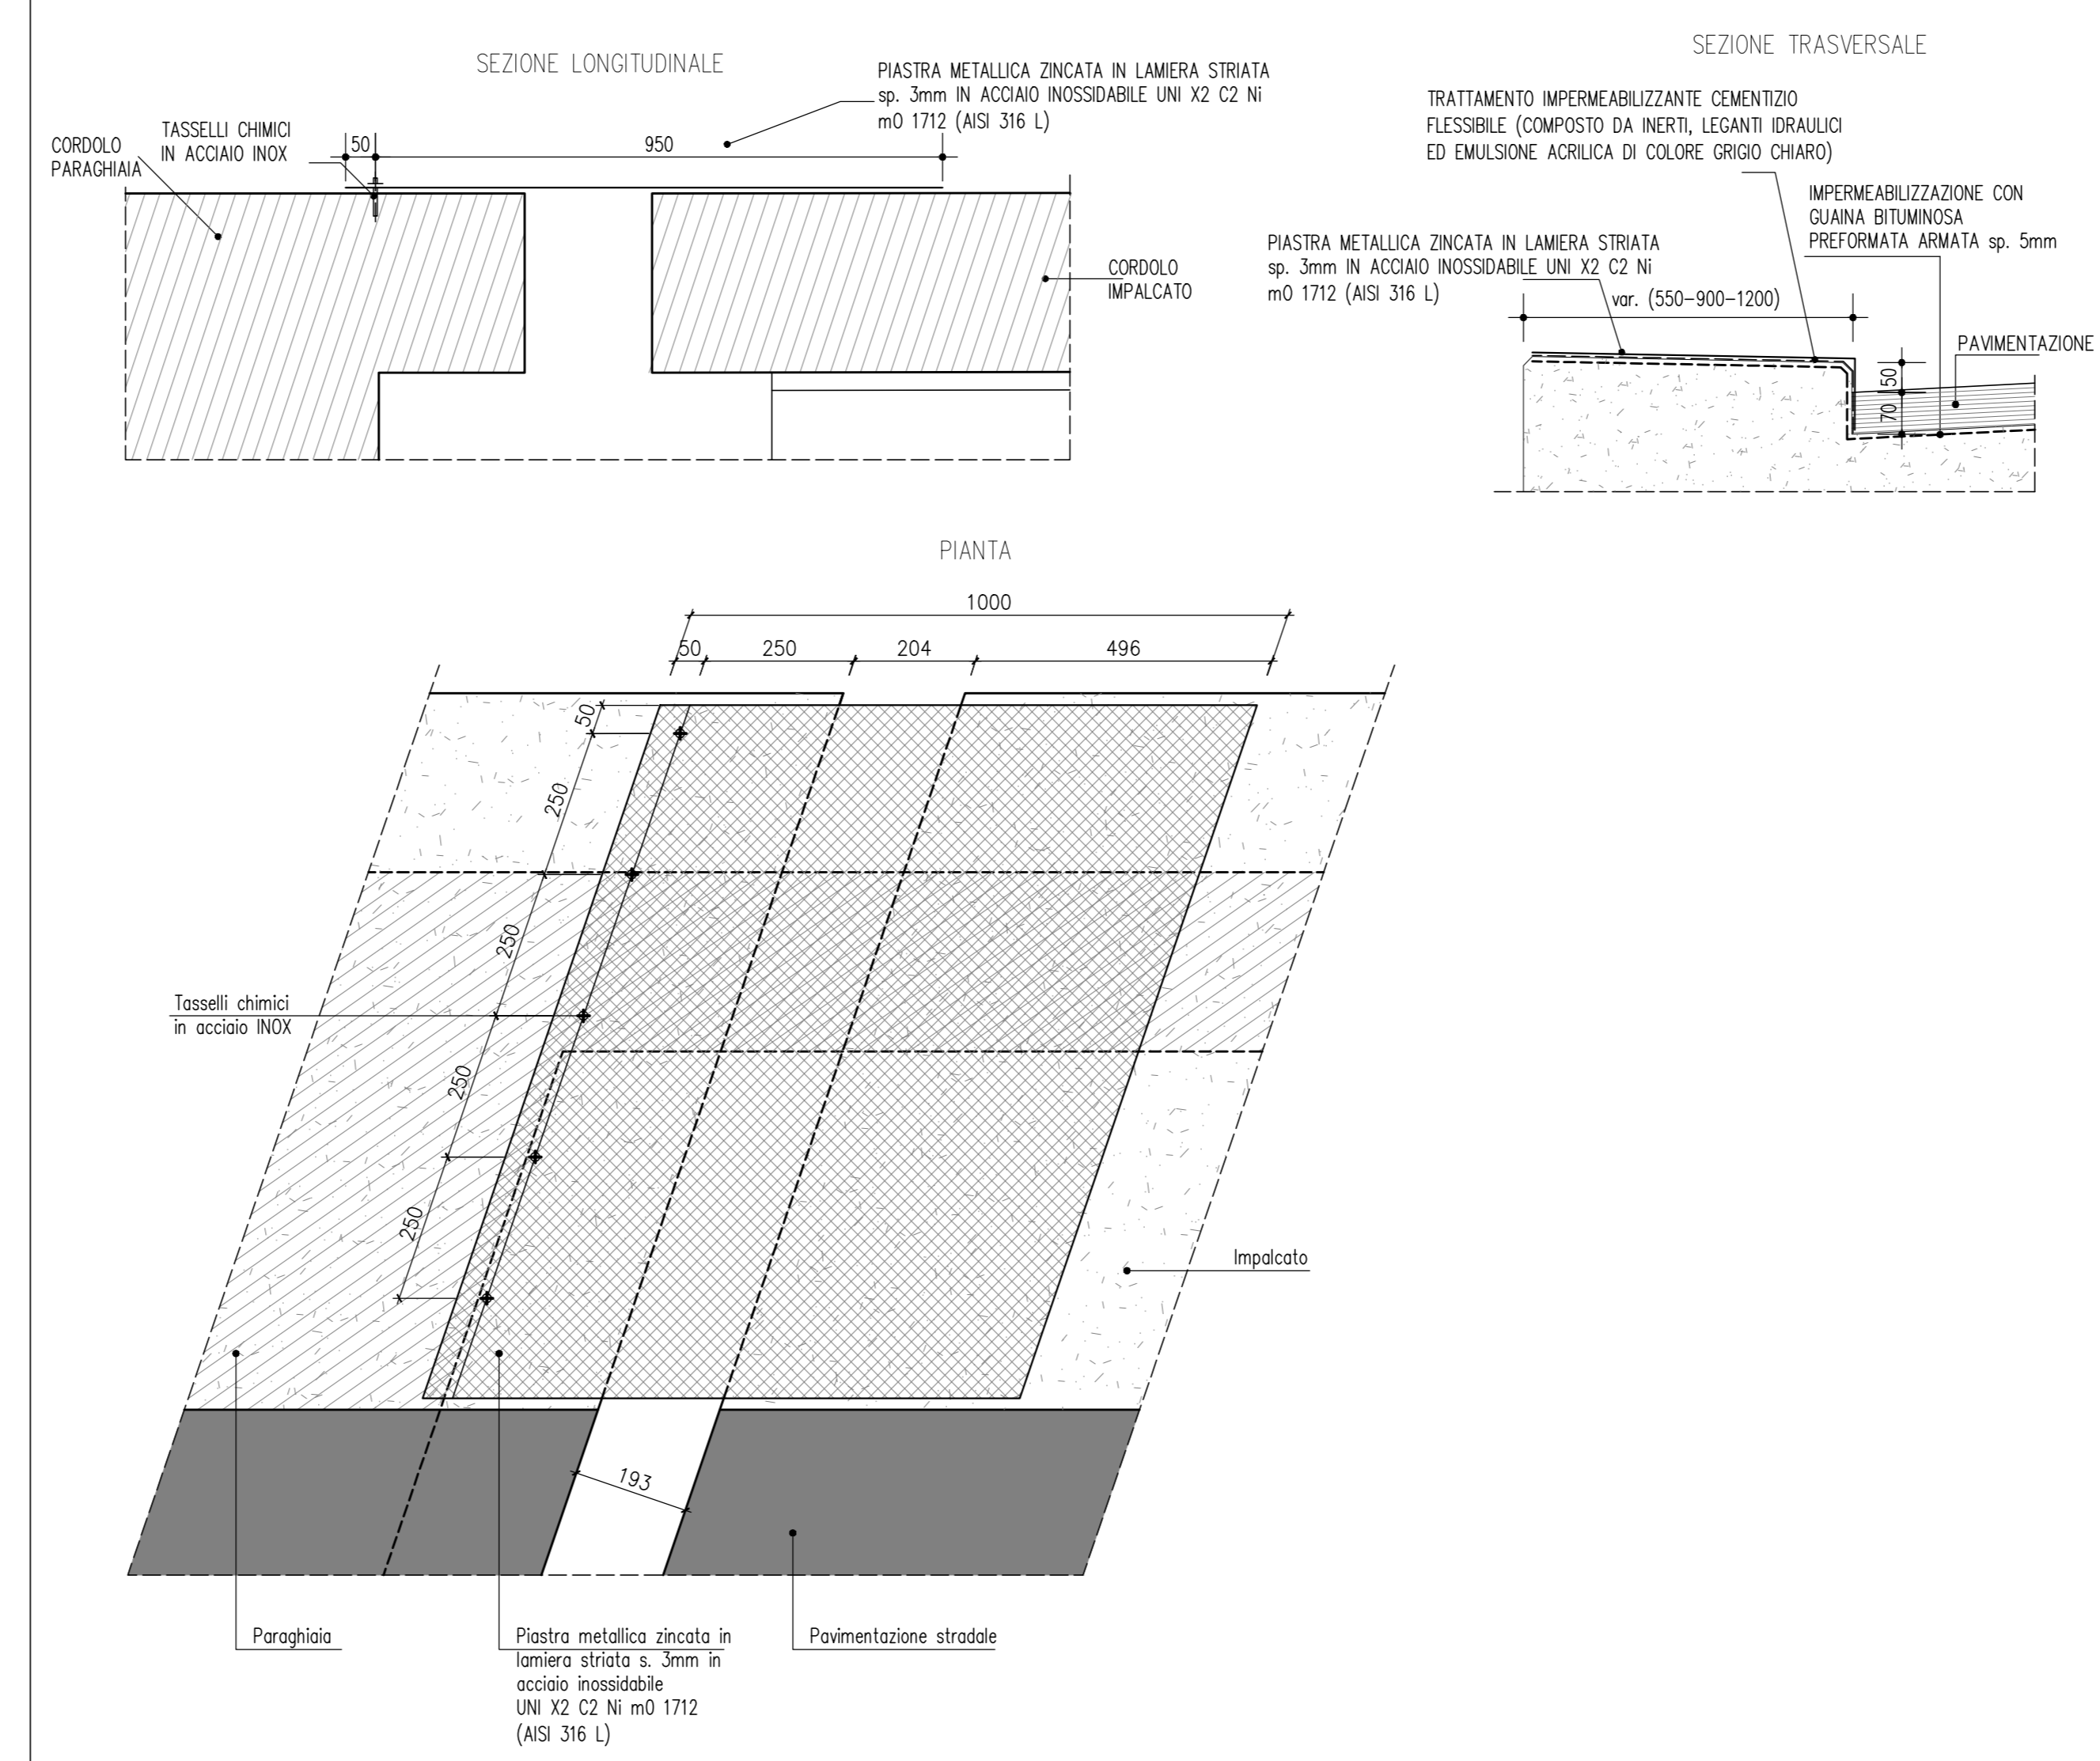 SEZIONE LONGITUDINALE
PIASTRA METALLICA ZINCATA IN LAMIERA STRIATA
sp. 3mm IN ACCIAIO INOSSIDABILE UNI X2 C2 Ni
m0 1712 (AISI 316 L)
TASSELLI CHIMICI
IN ACCIAIO INOX
CORDOLO
PARAGHIAIA
50
950
CORDOLO
IMPALCATO
SEZIONE TRASVERSALE
TRATTAMENTO IMPERMEABILIZZANTE CEMENTIZIO
FLESSIBILE (COMPOSTO DA INERTI, LEGANTI IDRAULICI
ED EMULSIONE ACRILICA DI COLORE GRIGIO CHIARO)
IMPERMEABILIZZAZIONE CON
GUAINA BITUMINOSA
PREFORMATA ARMATA sp. 5mm
PIASTRA METALLICA ZINCATA IN LAMIERA STRIATA
sp. 3mm IN ACCIAIO INOSSIDABILE UNI X2 C2 Ni
m0 1712 (AISI 316 L)
var. (550-900-1200)
PAVIMENTAZIONE
50
70
PIANTA
1000
50
250
204
496
50
250
250
250
250
Tasselli chimici
in acciaio INOX
Impalcato
193
Paraghiaia
Piastra metallica zincata in
lamiera striata s. 3mm in
acciaio inossidabile
UNI X2 C2 Ni m0 1712
(AISI 316 L)
Pavimentazione stradale